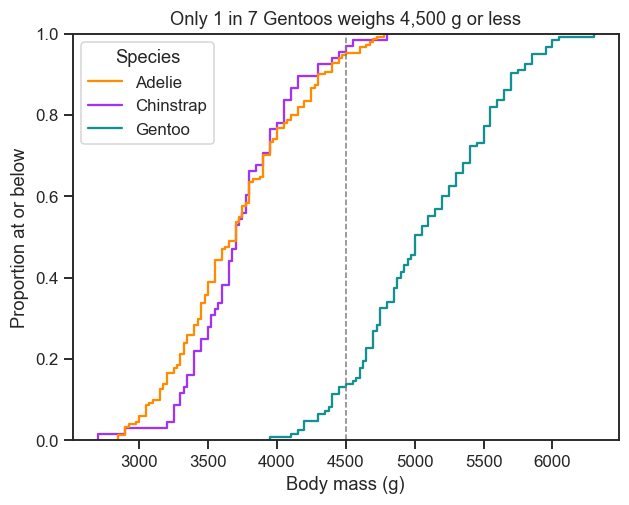 Only 1 in 7 Gentoos weighs 4,500 g or less
Species
Adelie
Chinstrap
Gentoo
Proportion at or below
1.0
0.8
0.6
0.4
0.2
0.0
3000 3500 4000 4500 5000 5500 6000
Body mass (g)